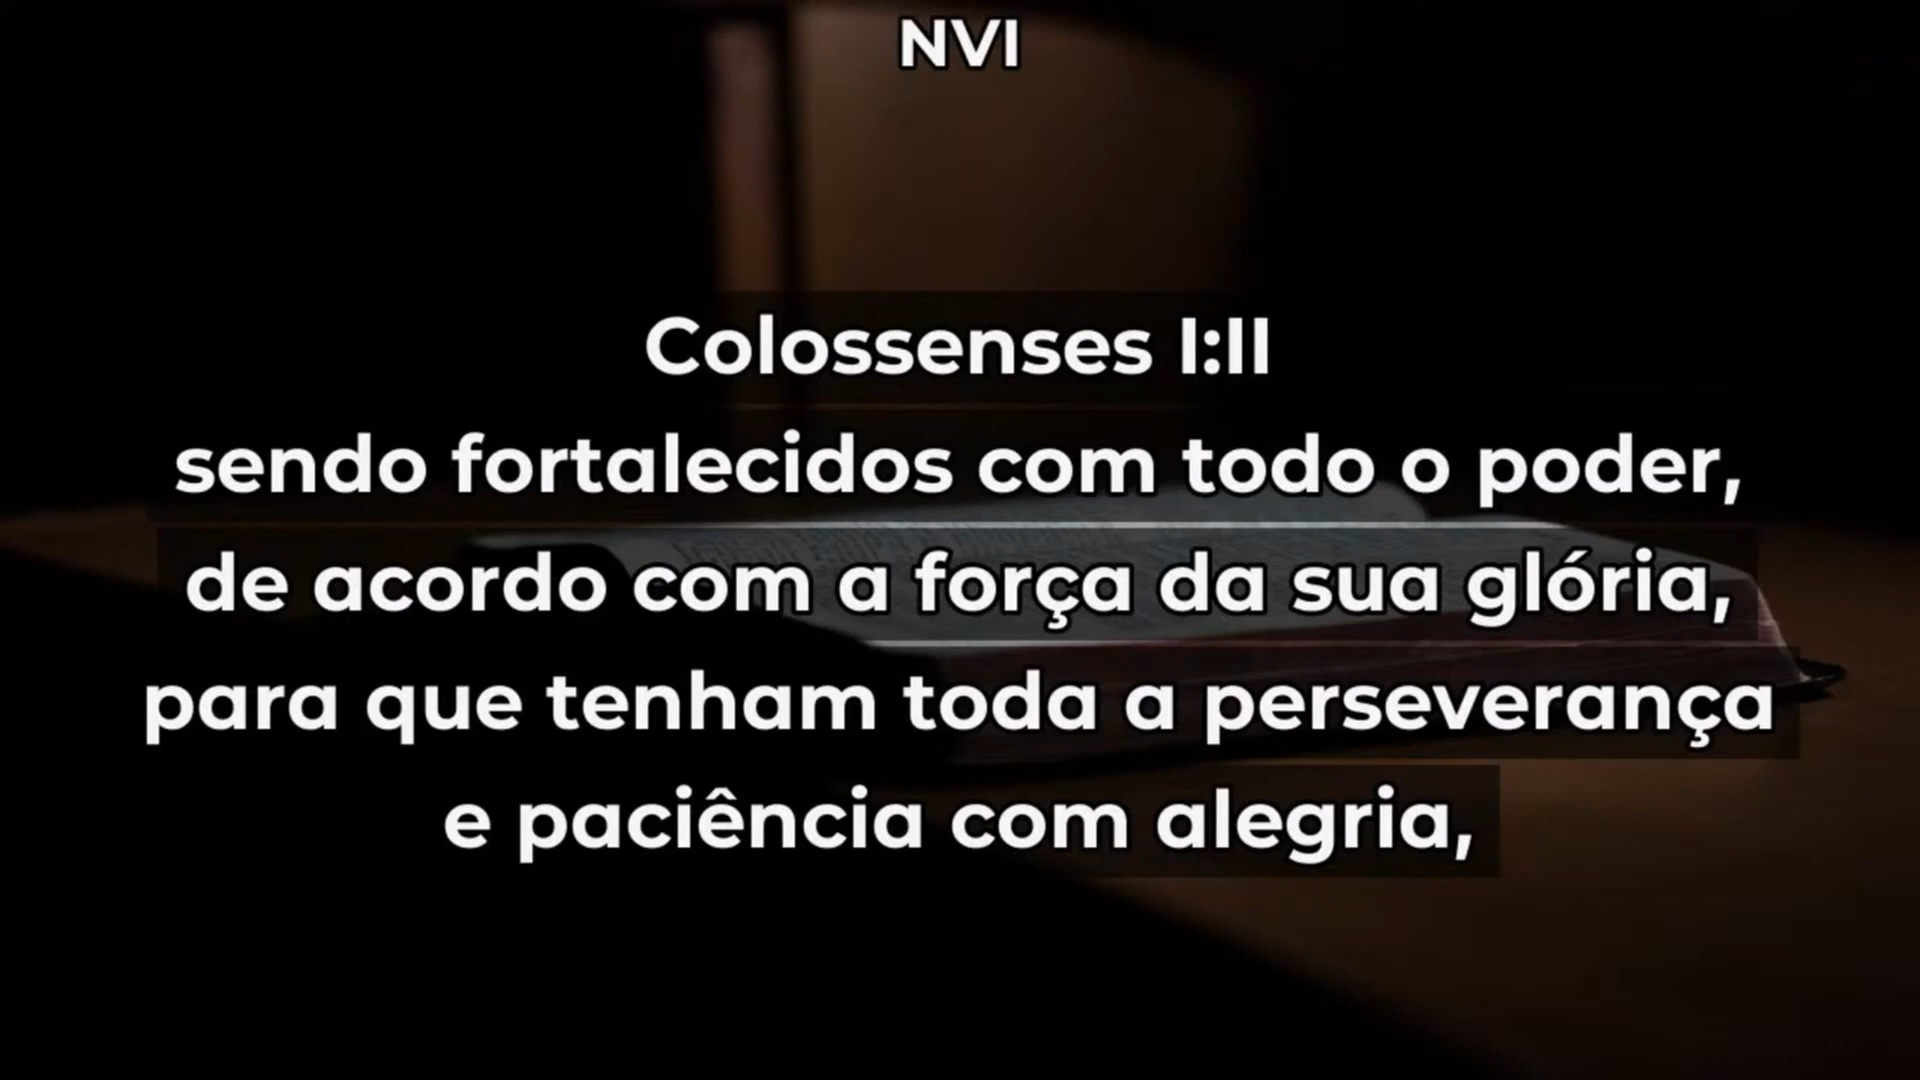 NVI
Colossenses I:II
sendo fortalecidos com todo o poder,
de acordo com a força da sua glória,
para que tenham toda a perseverança
e paciência com alegria,